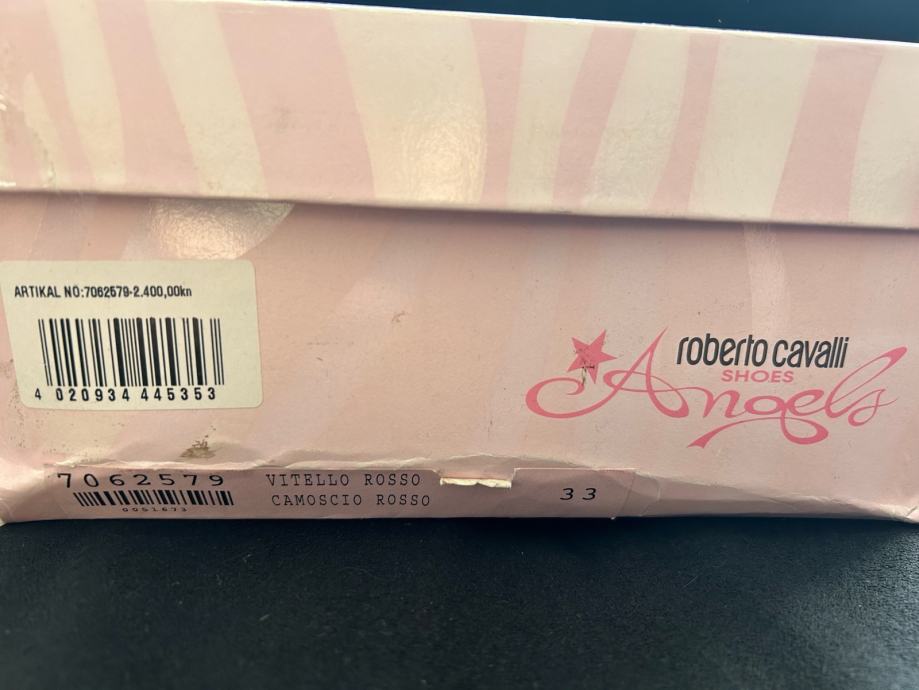 ARTIKAL NO:7062579-2.400,00kn
4 020934 445353
roberto cavalli
SHOES
Angels
7062579
VITELLO ROSSO
0051673
CAMOSCIO ROSSO
33